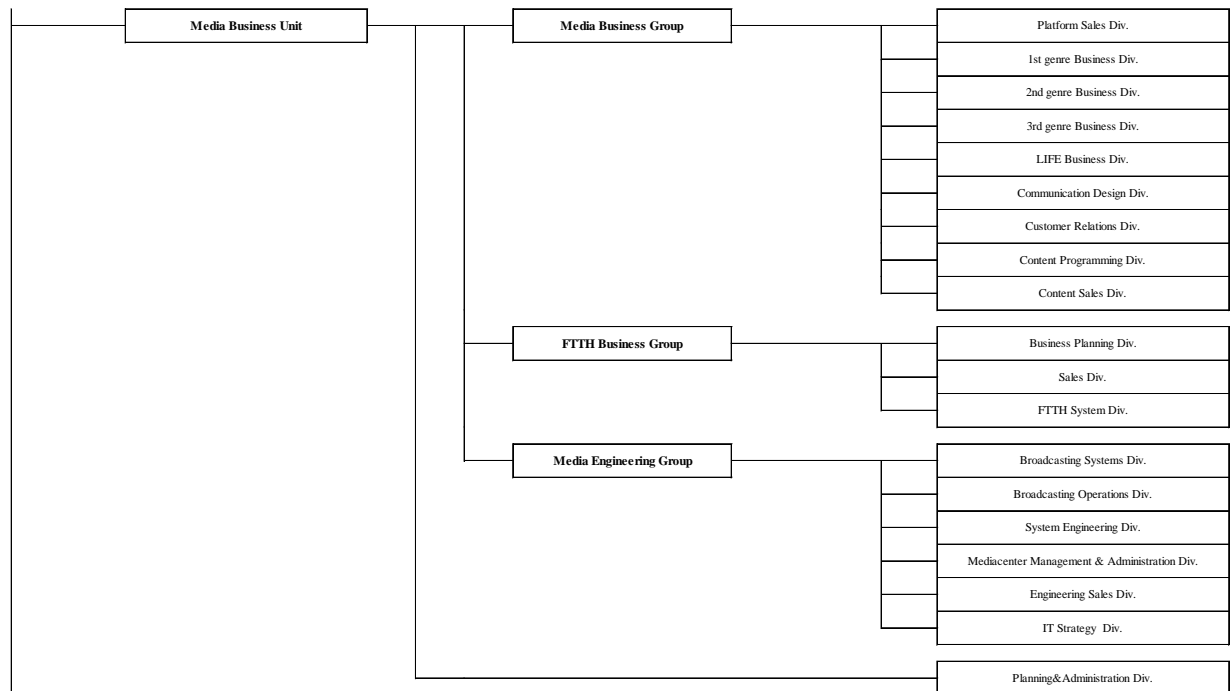 Media Business Unit
Media Business Group
Platform Sales Div.
1st genre Business Div.
2nd genre Business Div.
3rd genre Business Div.
LIFE Business Div.
Communication Design Div.
Customer Relations Div.
Content Programming Div.
Content Sales Div.
FTTH Business Group
Business Planning Div.
Sales Div.
FTTH System Div.
Media Engineering Group
Broadcasting Systems Div.
Broadcasting Operations Div.
System Engineering Div.
Mediacenter Management & Administration Div.
Engineering Sales Div.
IT Strategy Div.
Planning&Administration Div.